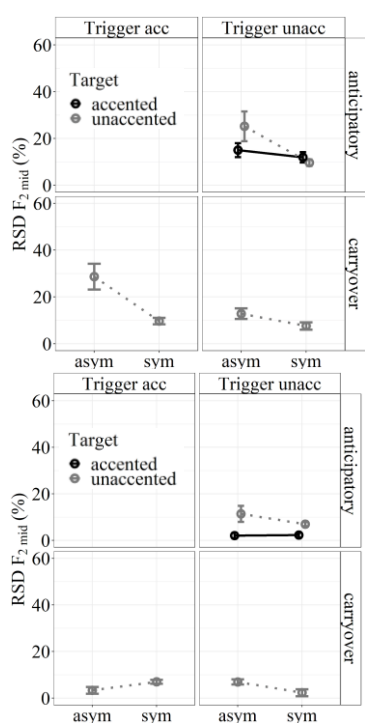 Trigger acc Trigger unacc
60
40
20
0
Target
accented
unaccented
anticipatory
RSD F2 mid (%)
60
40
20
0
carryover
asym sym asym sym
Trigger acc Trigger unacc
60
40
20
0
Target
accented
unaccented
anticipatory
RSD F2 mid (%)
60
40
20
0
carryover
asym sym asym sym